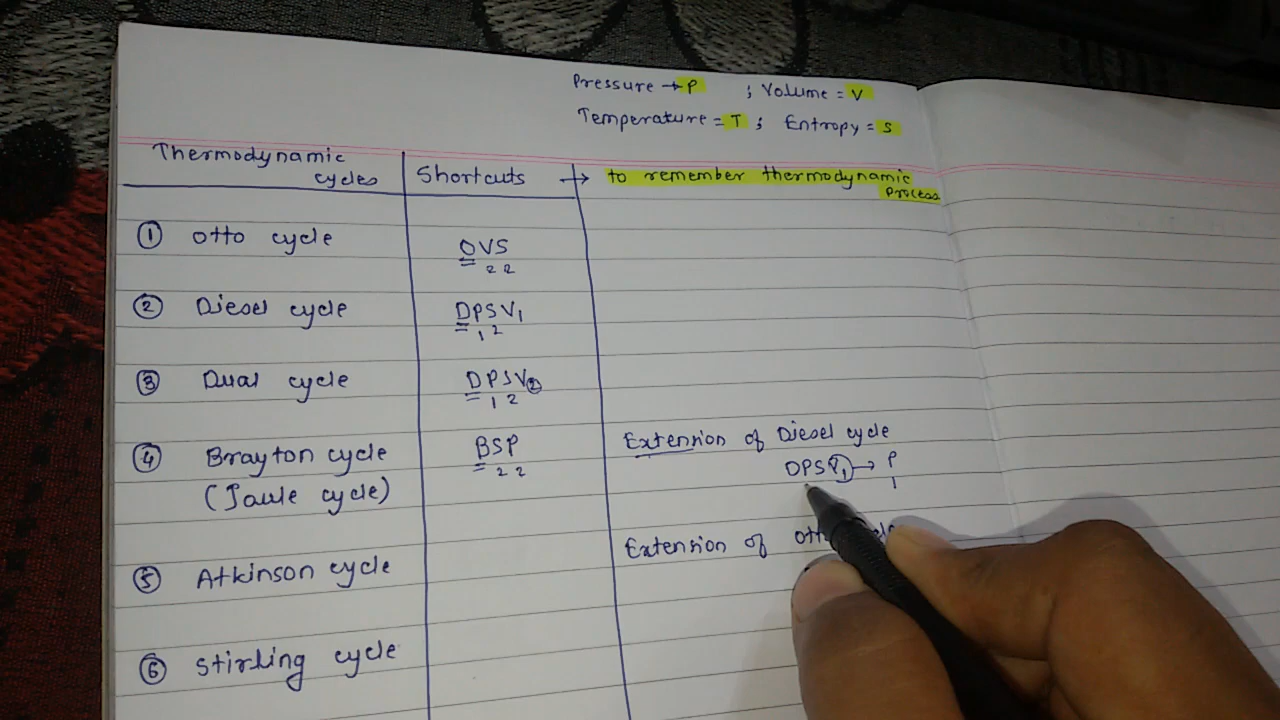 Pressure → P ; Volume = V
Temperature = T ; Entropy = S
Thermodynamic cycles | Shortcuts → to remember thermodynamic Process
① Otto cycle OVS
2 2
② Diesel cycle DPSV1
1 2
③ Dual cycle DPSV②
1 2
④ Brayton cycle BSP Extension of Diesel cycle
2 2
(Joule cycle) DPSV1 → P
1
Extension of
⑤ Atkinson cycle
⑥ Stirling cycle